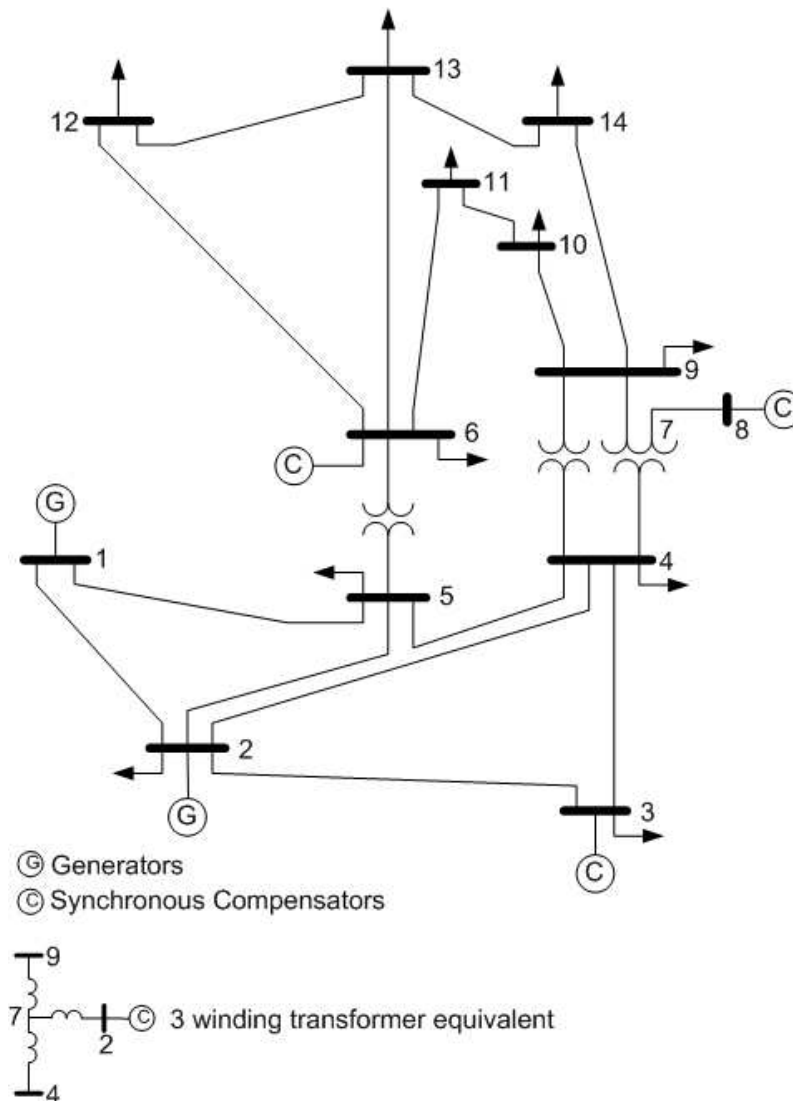 13
12
14
11
10
9
7
8
C
6
C
G
1
4
5
2
G
3
C
G Generators
C Synchronous Compensators
9
7
C 3 winding transformer equivalent
2
4